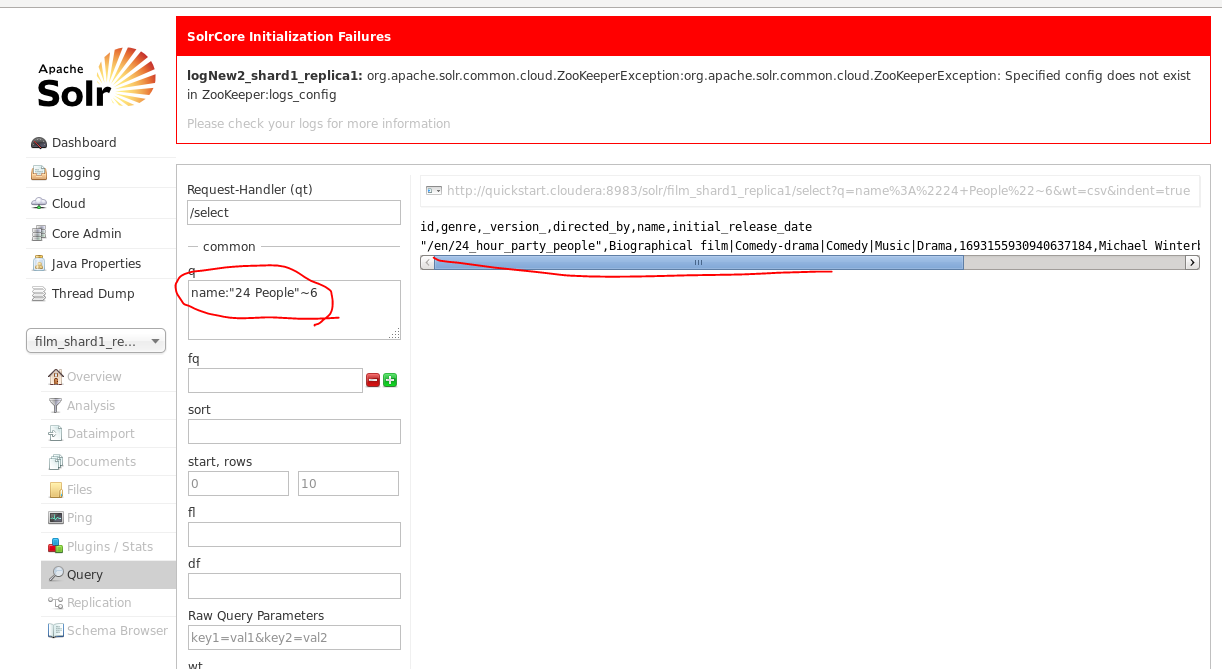 SolrCore Initialization Failures
logNew2_shard1_replica1: org.apache.solr.common.cloud.ZooKeeperException:org.apache.solr.common.cloud.ZooKeeperException: Specified config does not exist
in ZooKeeper:logs_config
Please check your logs for more information
Apache
Solr
Dashboard
Logging
Cloud
Core Admin
Java Properties
Thread Dump
film_shard1_re...
Overview
Analysis
Dataimport
Documents
Files
Ping
Plugins / Stats
Query
Replication
Schema Browser
Request-Handler (qt)
/select
common
q
name:"24 People"~6
fq
sort
start, rows
0 10
fl
df
Raw Query Parameters
key1=val1&key2=val2
wt
http://quickstart.cloudera:8983/solr/film_shard1_replica1/select?q=name%3A%2224+People%22~6&wt=csv&indent=true
id,genre,_version_,directed_by,name,initial_release_date
"/en/24_hour_party_people",Biographical film|Comedy-drama|Comedy|Music|Drama,1693155930940637184,Michael Winterb